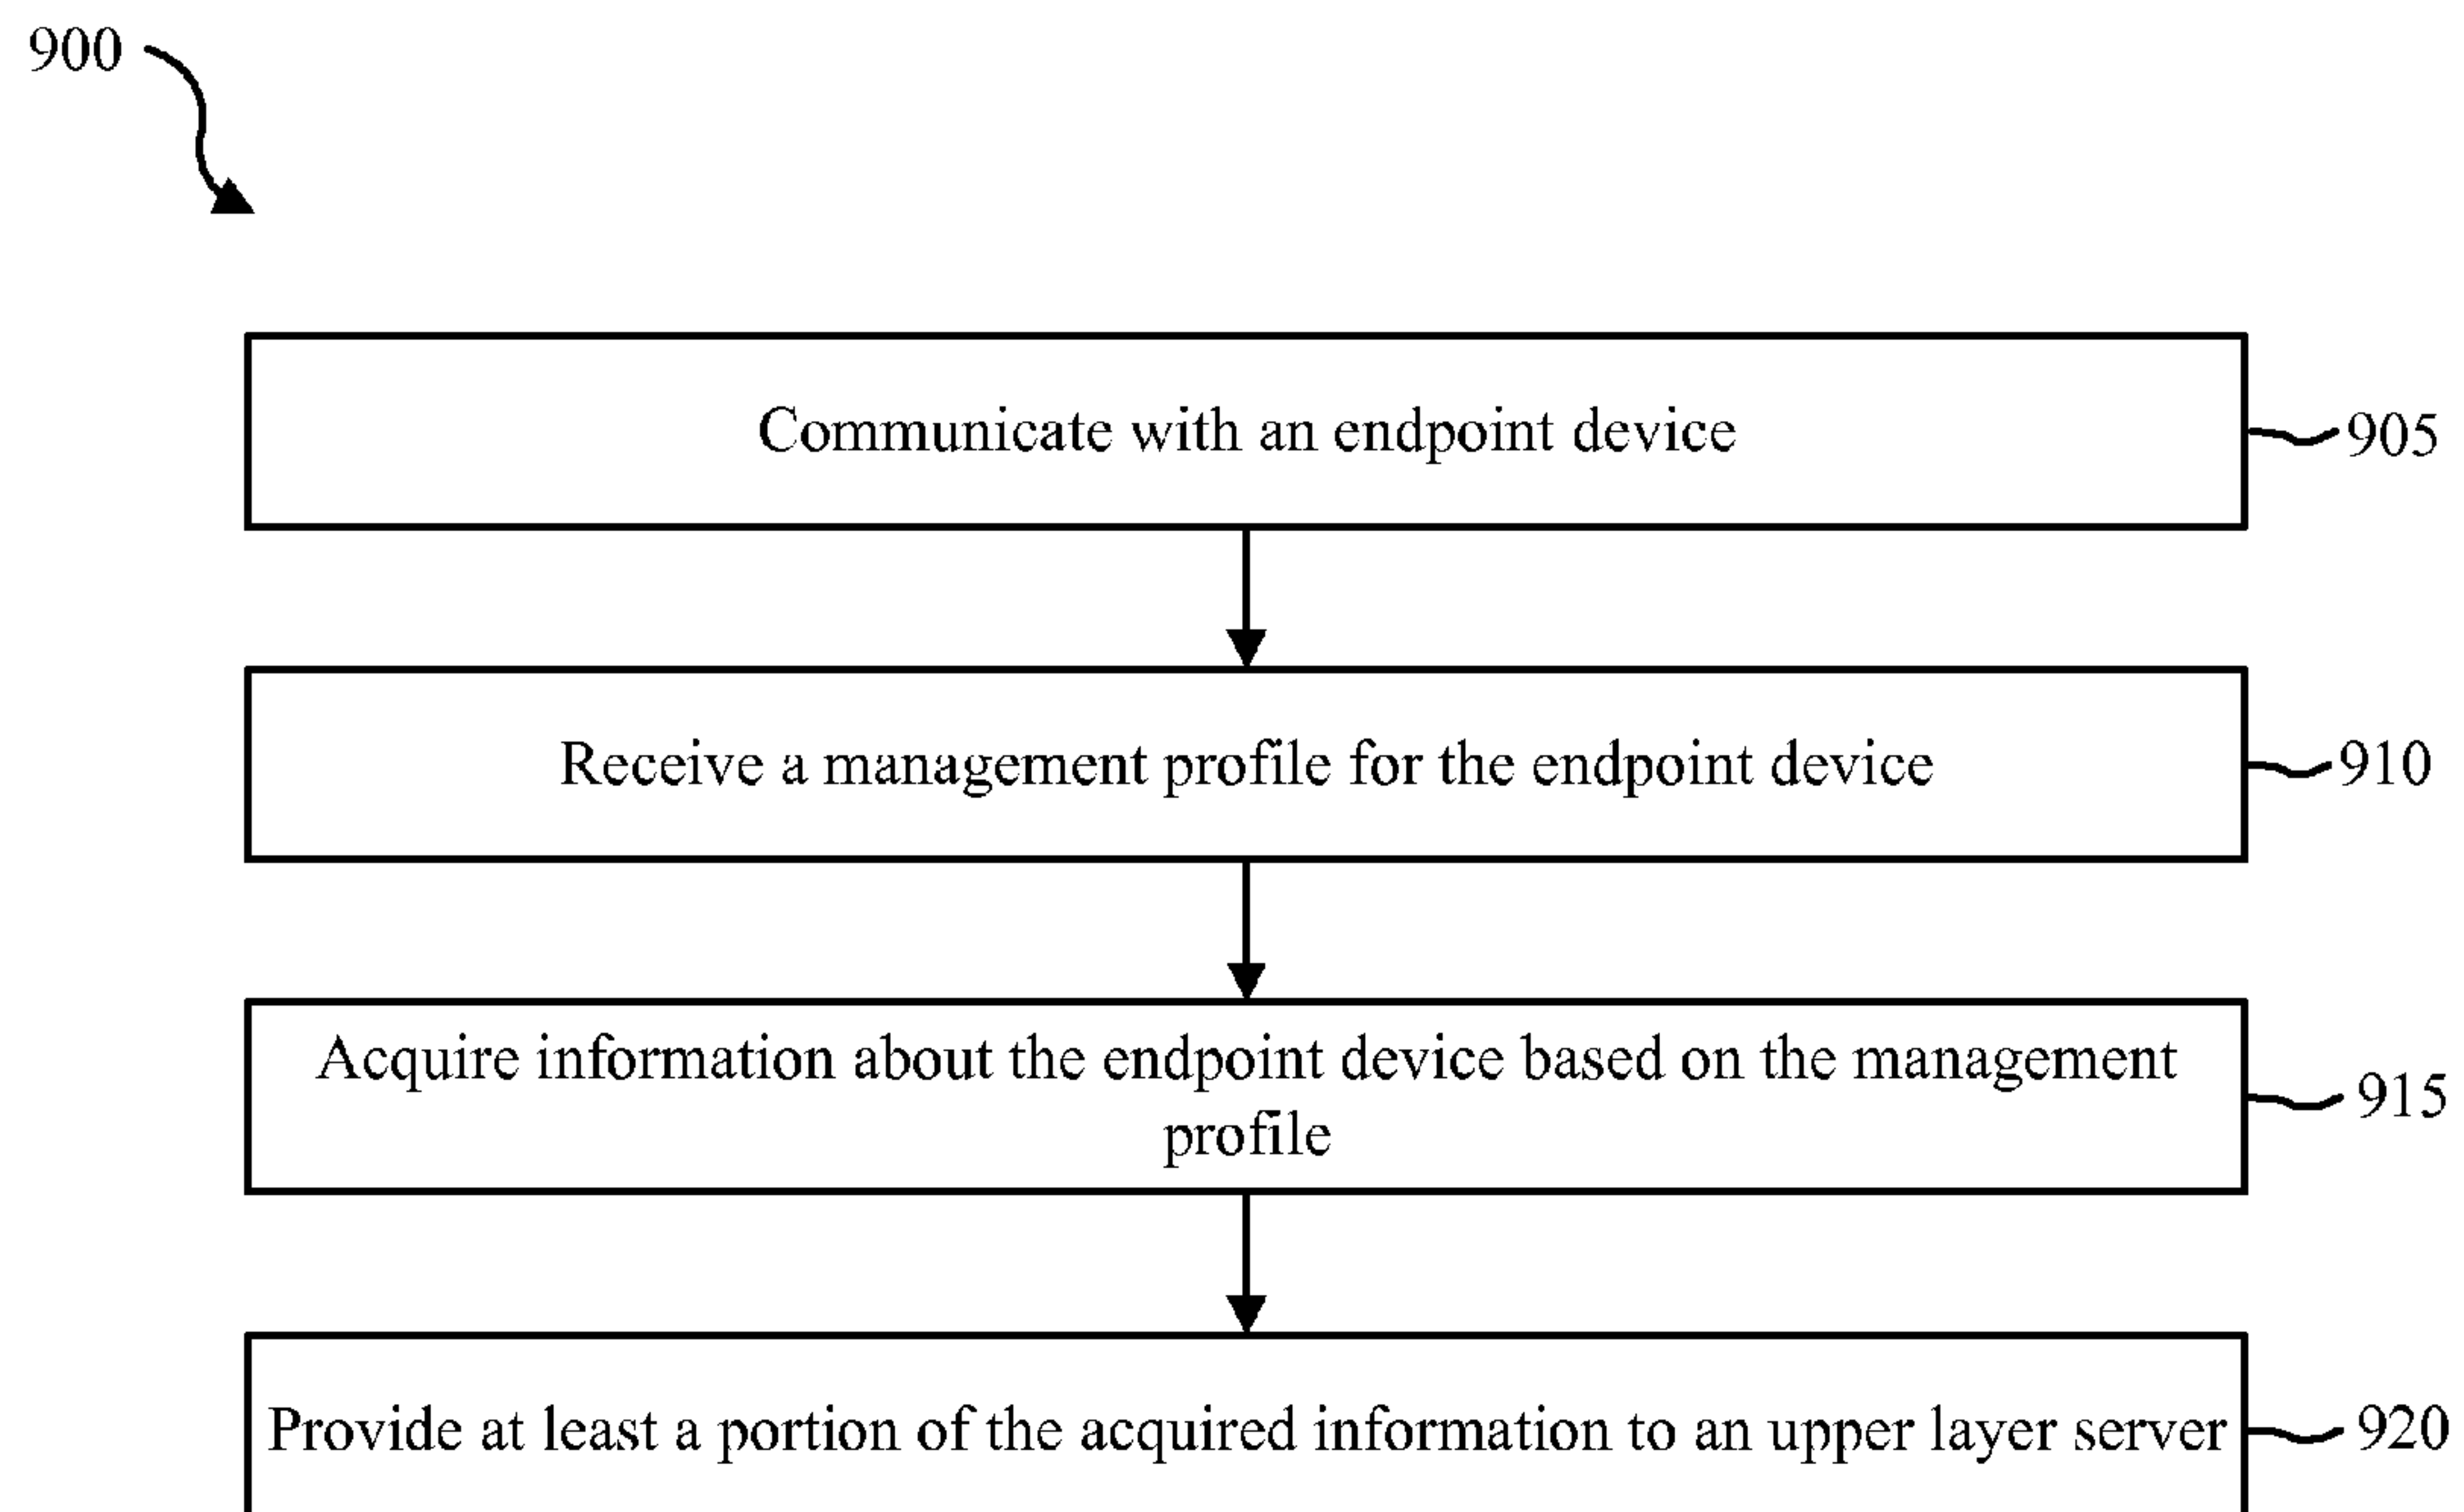 900
Communicate with an endpoint device
905
Receive a management profile for the endpoint device
910
Acquire information about the endpoint device based on the management
profile
915
Provide at least a portion of the acquired information to an upper layer server
920